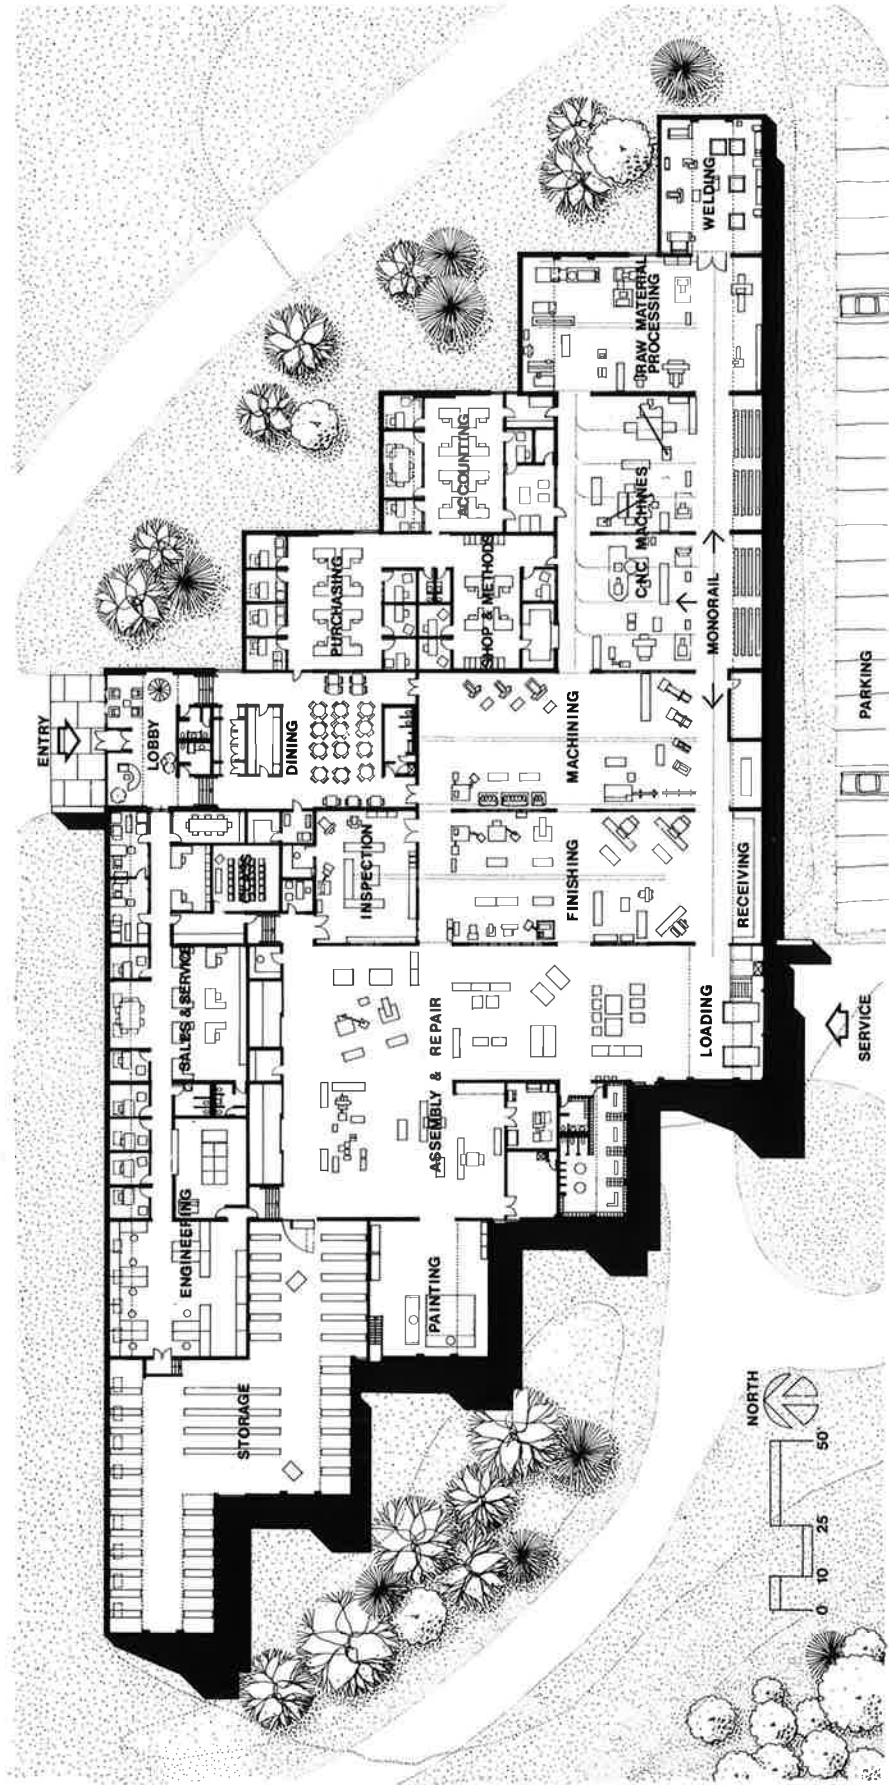 ENTRY
LOBBY
DINING
PURCHASING
SHOP & METHODS
ACCOUNTING
CNC MACHINES
RAW MATERIAL
PROCESSING
WELDING
MONORAIL
MACHINING
FINISHING
INSPECTION
CLASS
RECEIVING
PARKING
SALES & SERVICE
ASSEMBLY & REPAIR
LOADING
SERVICE
ENGINEERING
PAINTING
STORAGE
NORTH
0 10 25 50'